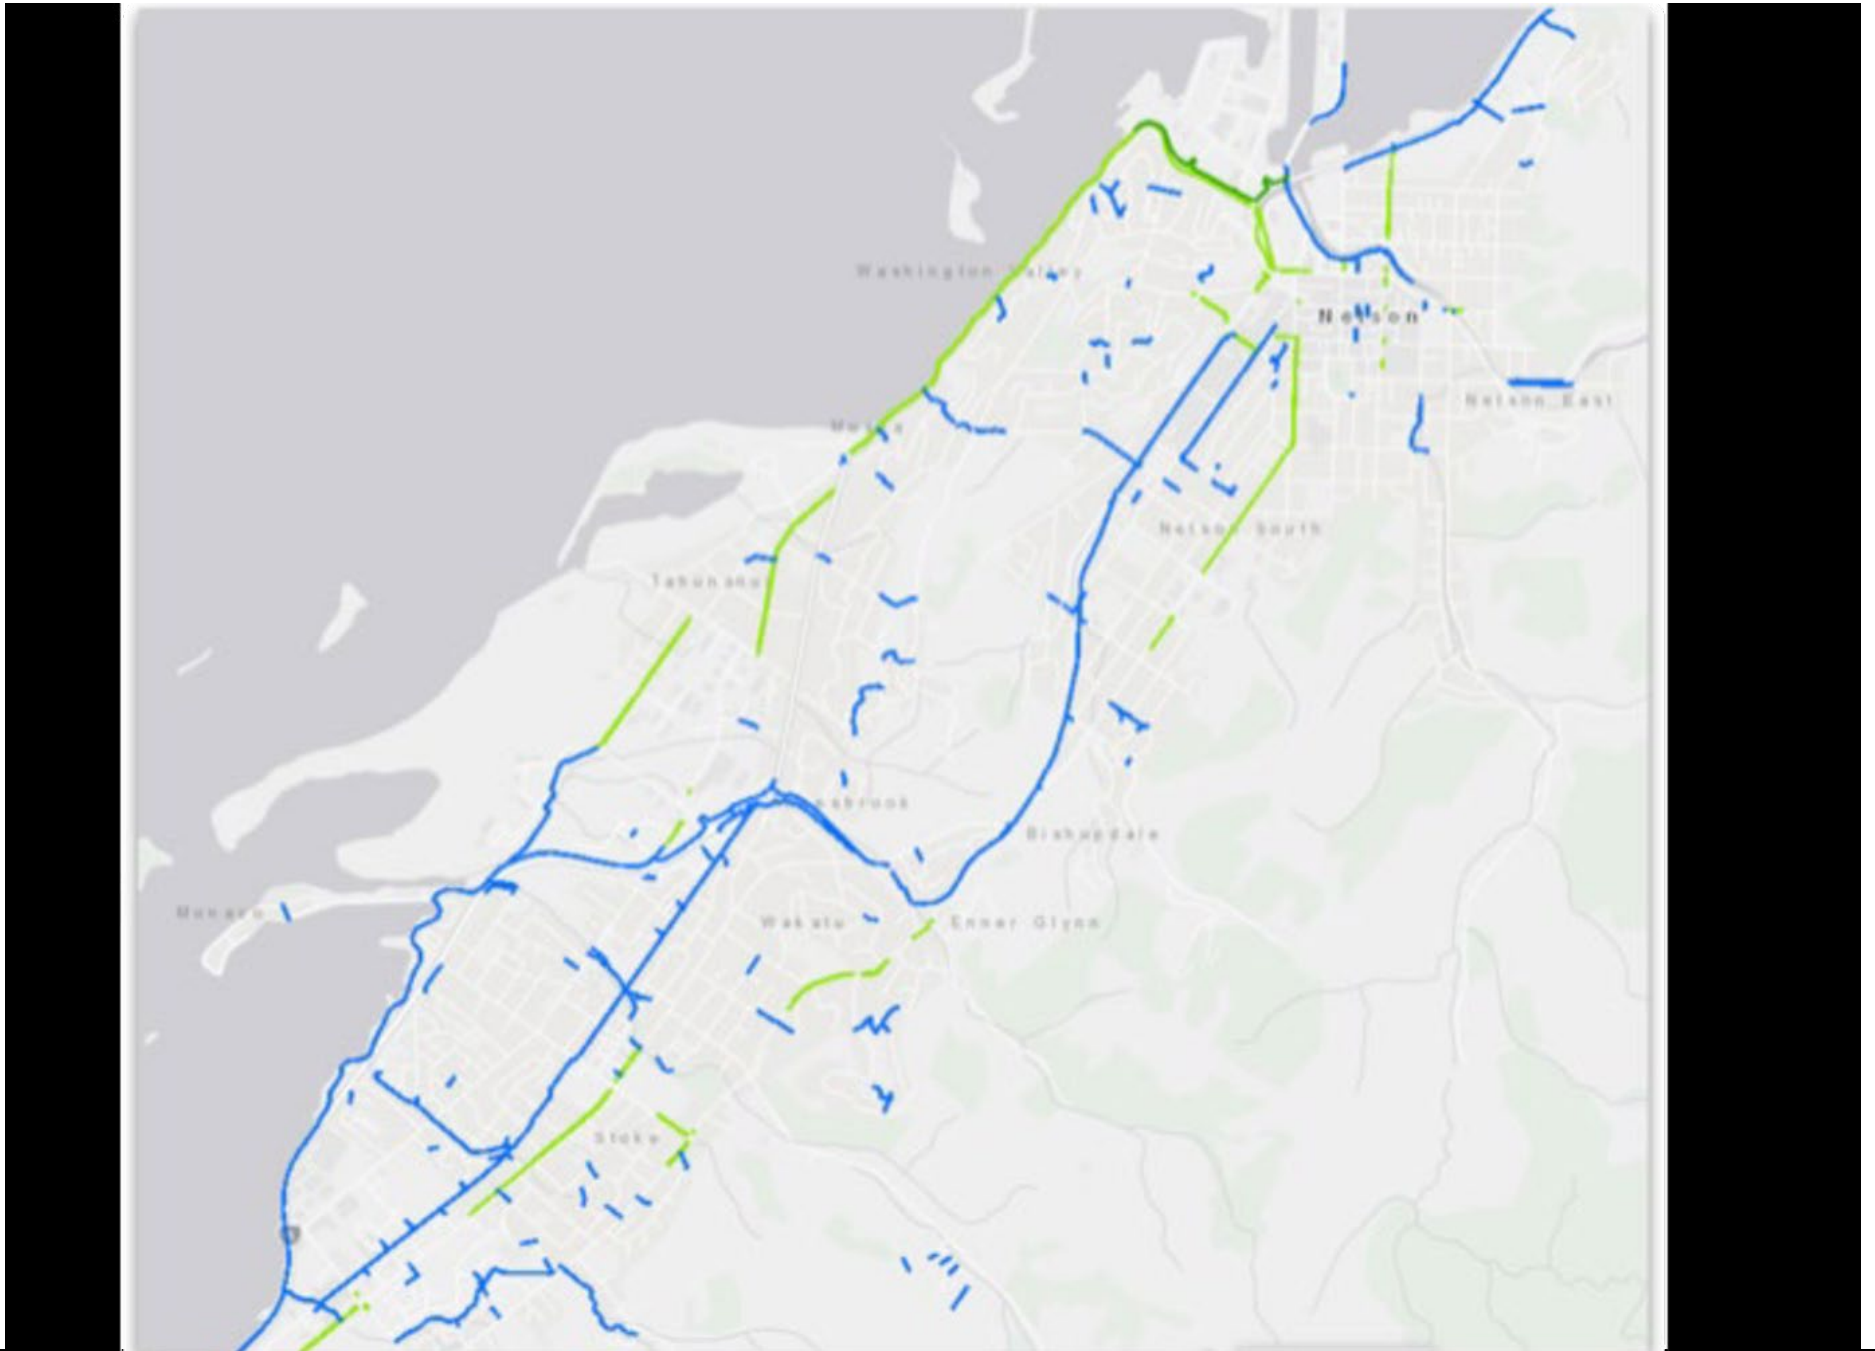 Washington Valley
Nelson
Nelson East
Nelson South
Tahunanui
Bishopdale
Monaco
Wakatu
Enner Glynn
Stoke